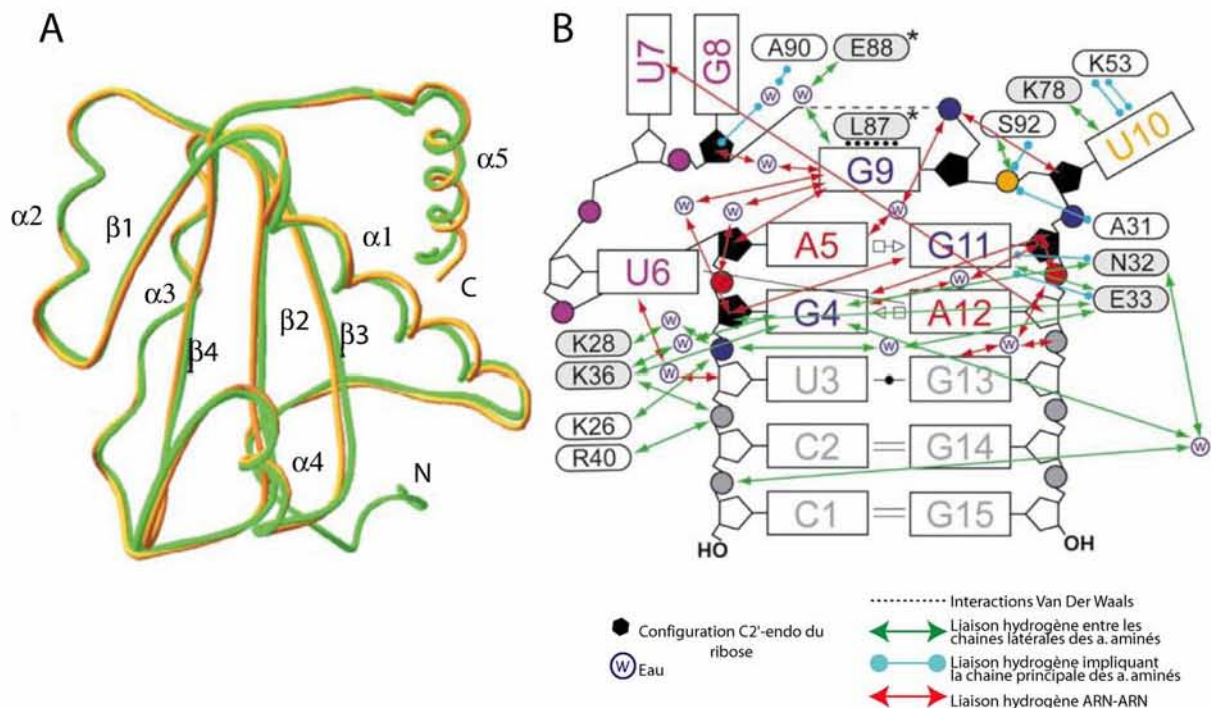 A
B
α2
β1
α3
β4
β2
β3
α4
α1
α5
C
N
U7
G8
A90
E88
*
K53
K78
L87
*
S92
U10
G9
W
W
W
W
W
W
A31
A5
G11
N32
U6
W
E33
G4
A12
K28
W
K36
W
W
W
W
U3
G13
K26
R40
C2
G14
W
C1
G15
HO
OH
Configuration C2'-endo du
ribose
W Eau
Interactions Van Der Waals
Liaison hydrogène entre les
chaines latérales des a. aminés
Liaison hydrogène impliquant
la chaine principale des a. aminés
Liaison hydrogène ARN-ARN